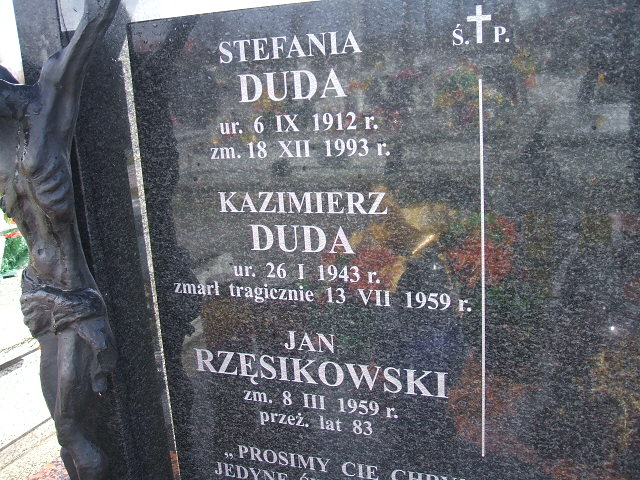 STEFANIA
DUDA
ur. 6 IX 1912 r.
zm. 18 XII 1993 r.
KAZIMIERZ
DUDA
ur. 26 I 1943 r.
zmarł tragicznie 13 VII 1959 r.
JAN
RZĘSIKOWSKI
zm. 8 III 1959 r.
przeż. lat 83
„PROSIMY CIĘ
JEDYNE
Ś. P.